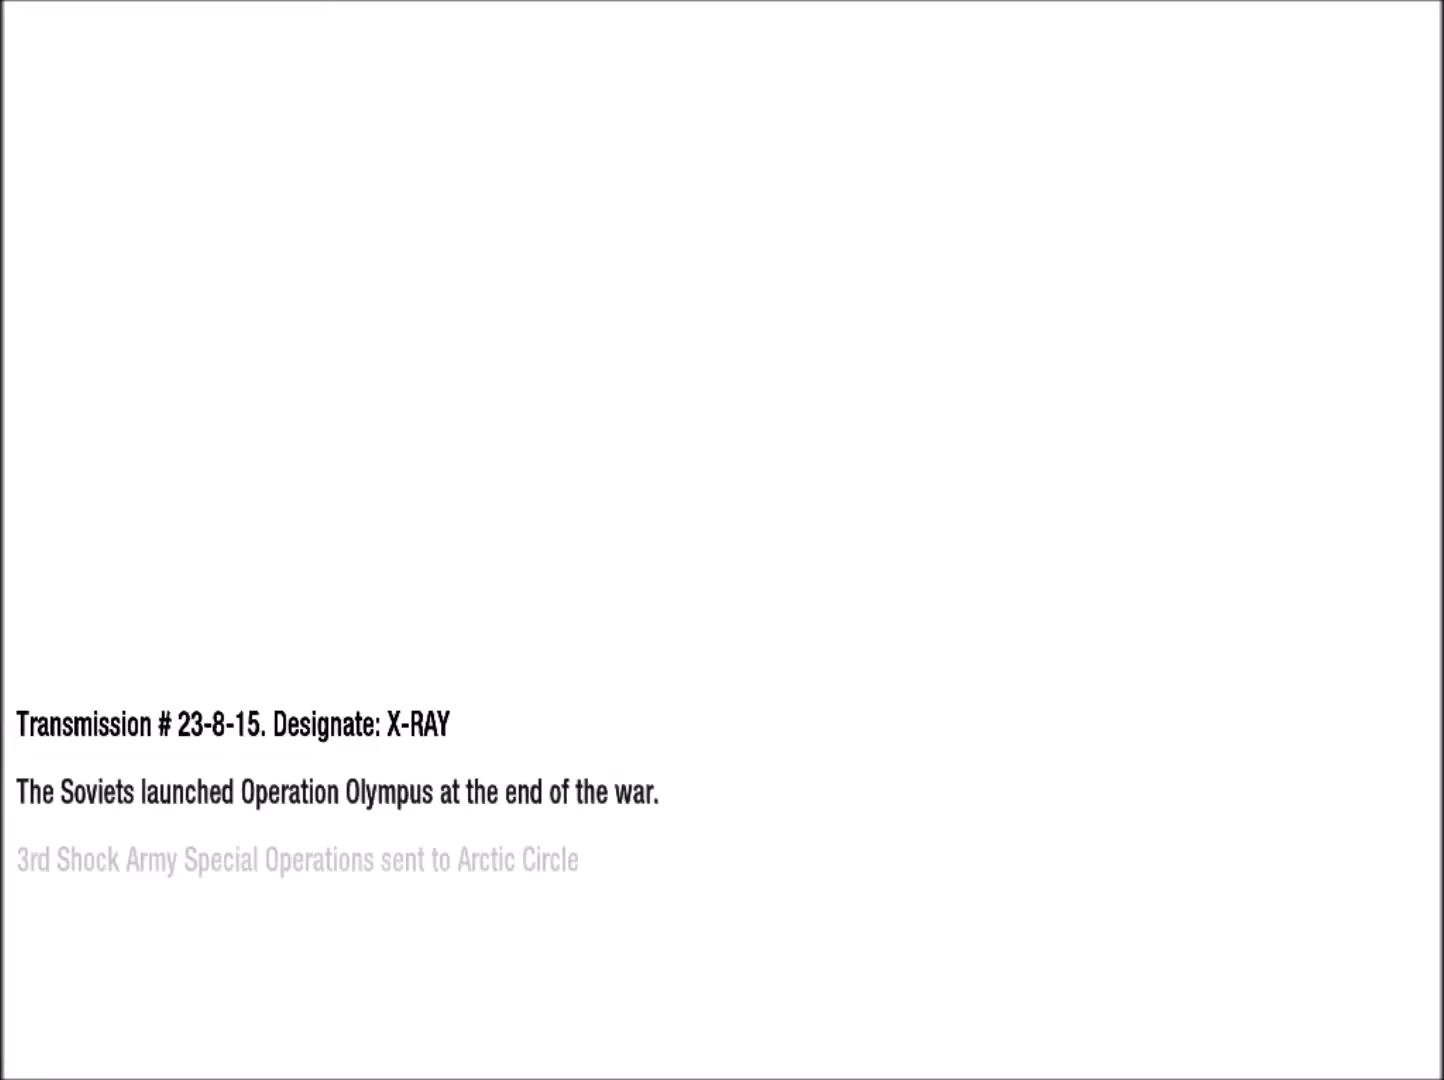 Transmission # 23-8-15. Designate: X-RAY
The Soviets launched Operation Olympus at the end of the war.
3rd Shock Army Special Operations sent to Arctic Circle